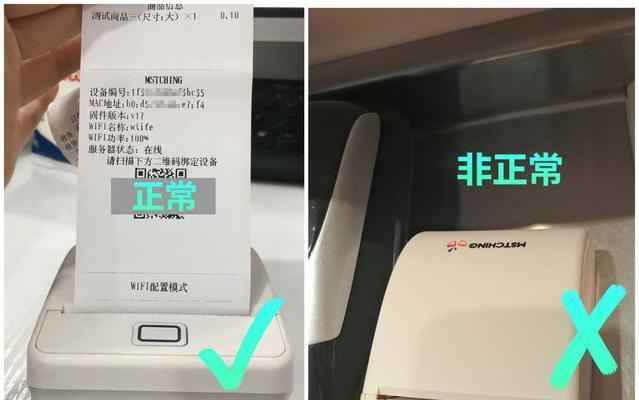 商品信息
测试商品三(尺寸:大) ×1 0.10
MSTCHING
设备编号:1f3 f3bc35
MAC地址:b0:d5 e7:f4
固件版本:v17
WIFI名称:wlife
WIFI功率:100%
服务器状态: 在线
请扫描下方二维码绑定设备
正常
WiFi配置模式
非正常
MSTCHING